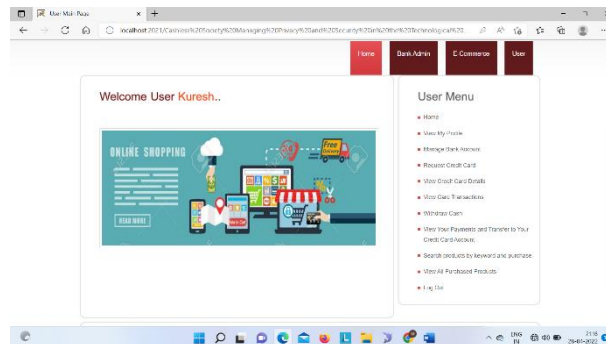 User Main Page
Home
Bank Admin
E-Commerce
User
Welcome User Kuresh..
ONLINE SHOPPING
Free
READ MORE
User Menu
Home
View My Profile
Manage Bank Account
Request Credit Card
View Credit Card Details
View Card Transactions
Withdraw Cash
View Your Payments and Transfer to Your
Credit Card Account
Search products by keyword and purchase
View All Purchased Products
Log Out
ENG
IN
21:18